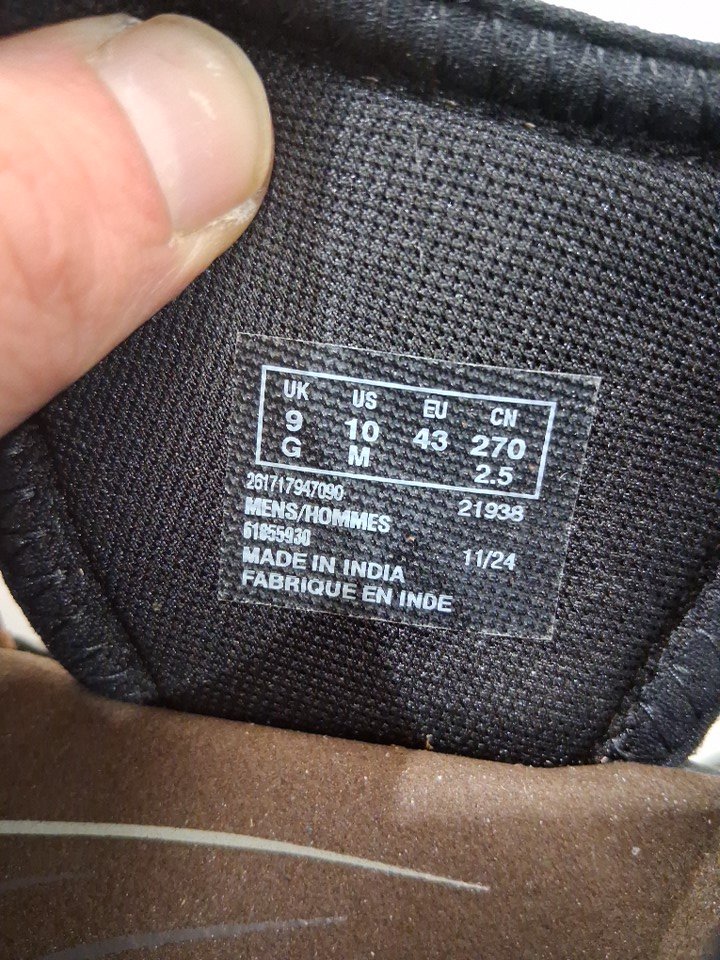 UK US EU CN
9 10 43 270
G M 2.5
261717947090
MENS/HOMMES 21938
61855930
MADE IN INDIA 11/24
FABRIQUE EN INDE